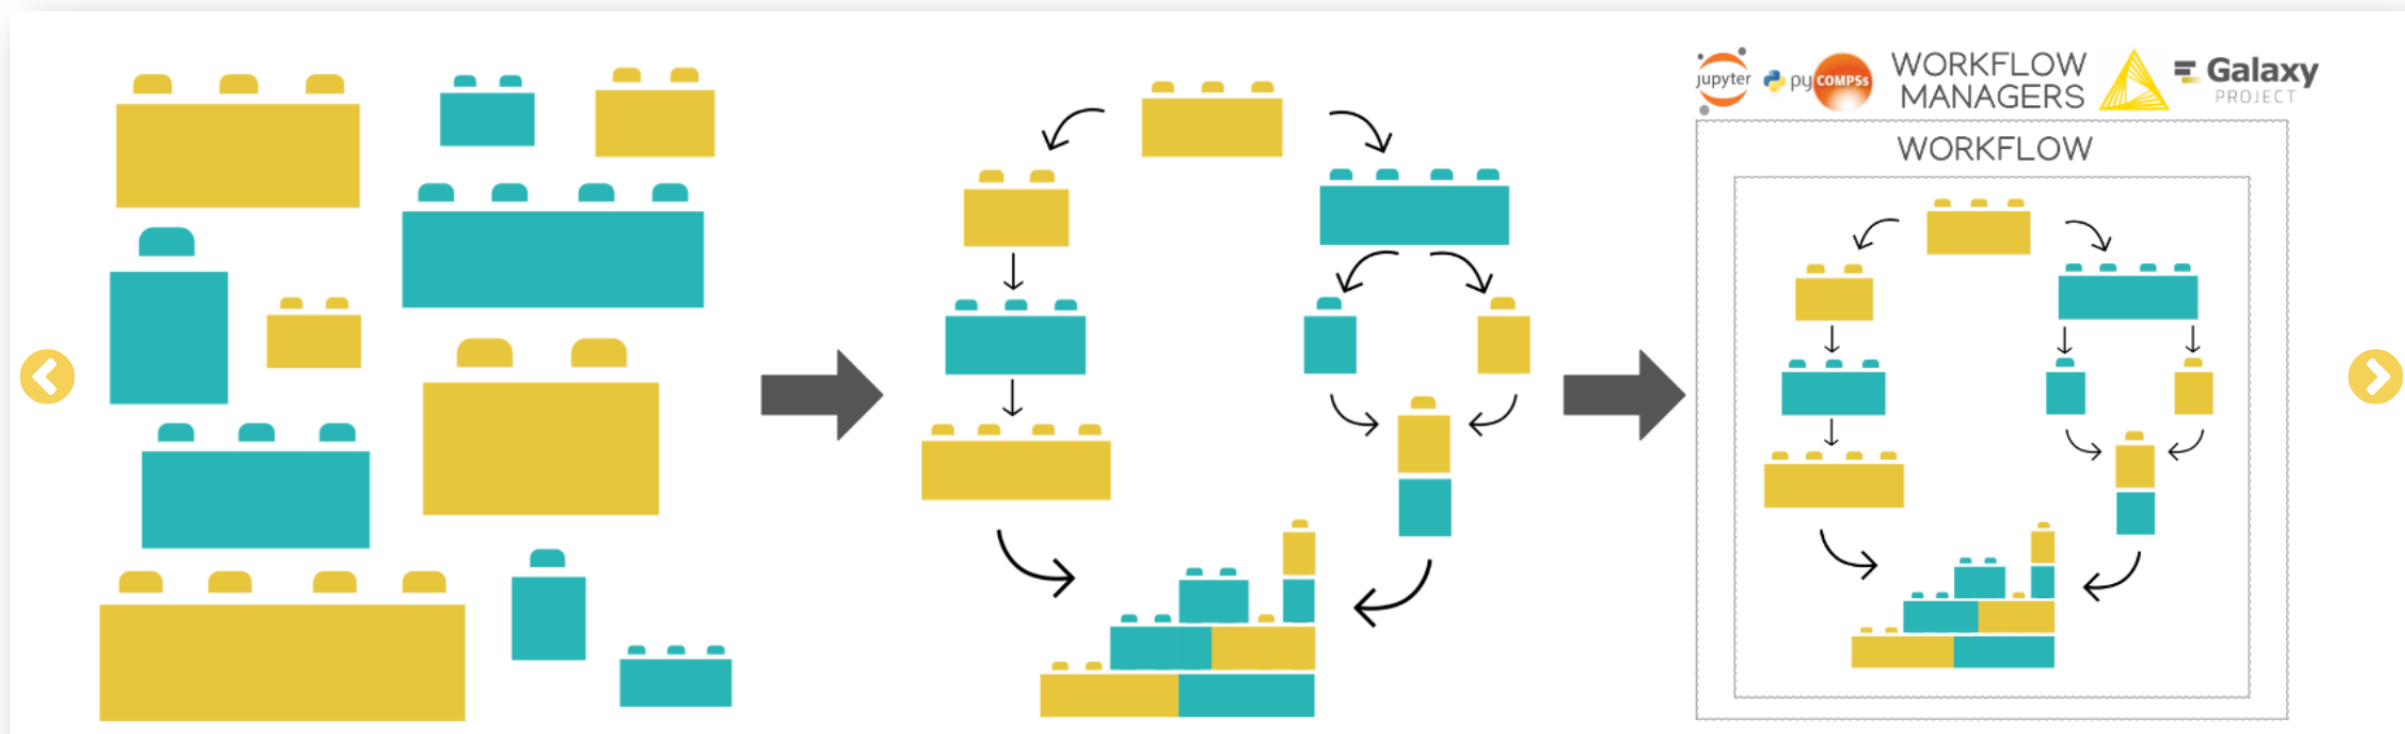 jupyter
py COMPSs
WORKFLOW
MANAGERS
Galaxy
PROJECT
WORKFLOW